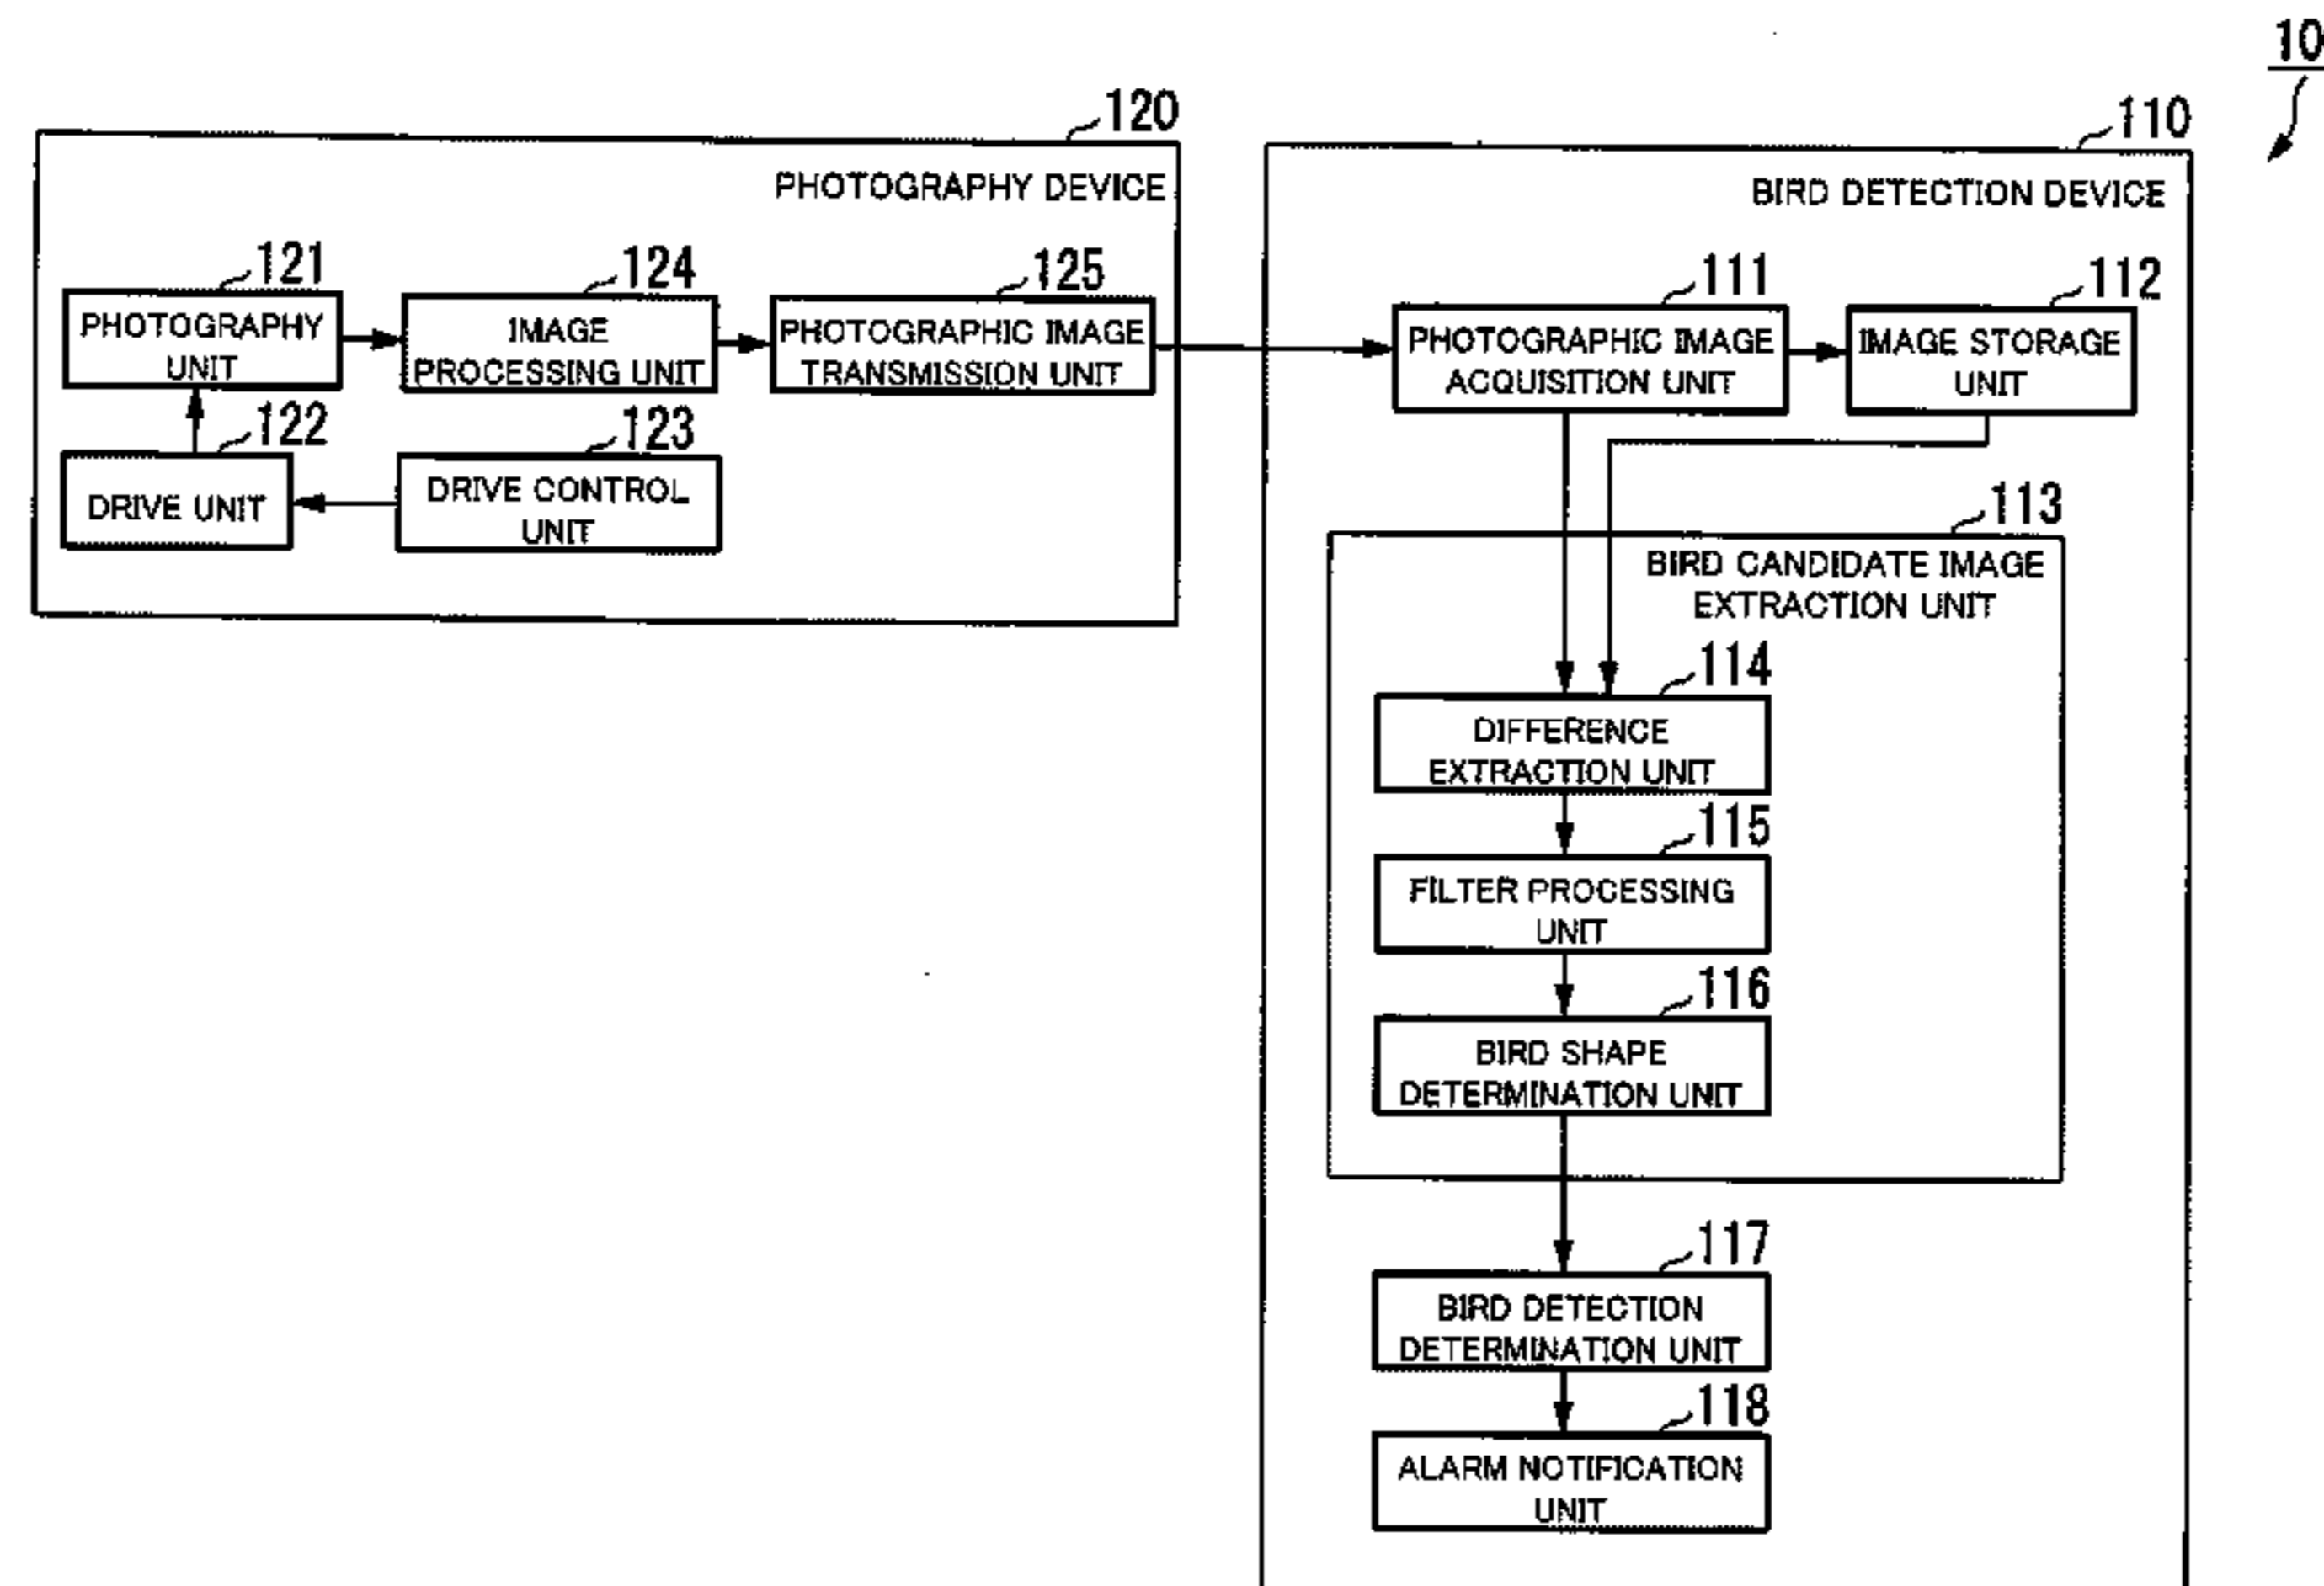 10
120
110
PHOTOGRAPHY DEVICE
BIRD DETECTION DEVICE
121
124
125
111
112
PHOTOGRAPHY
UNIT
IMAGE
PROCESSING UNIT
PHOTOGRAPHIC IMAGE
TRANSMISSION UNIT
PHOTOGRAPHIC IMAGE
ACQUISITION UNIT
IMAGE STORAGE
UNIT
122
123
DRIVE UNIT
DRIVE CONTROL
UNIT
113
BIRD CANDIDATE IMAGE
EXTRACTION UNIT
114
DIFFERENCE
EXTRACTION UNIT
115
FILTER PROCESSING
UNIT
116
BIRD SHAPE
DETERMINATION UNIT
117
BIRD DETECTION
DETERMINATION UNIT
118
ALARM NOTIFICATION
UNIT